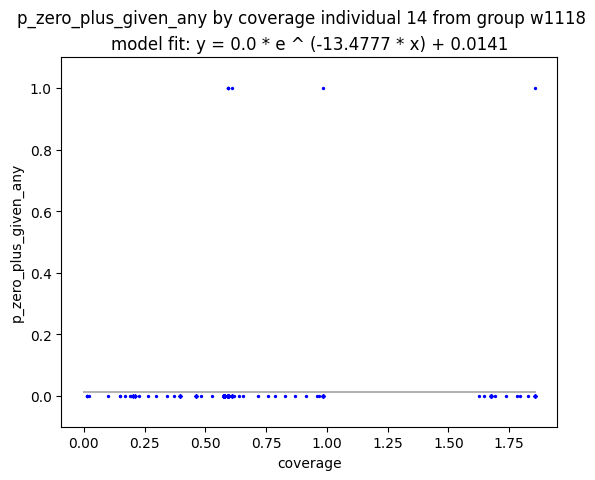 p_zero_plus_given_any by coverage individual 14 from group w1118
model fit: y = 0.0 * e ^ (-13.4777 * x) + 0.0141
1.0
0.8
0.6
0.4
0.2
0.0
p_zero_plus_given_any
0.00 0.25 0.50 0.75 1.00 1.25 1.50 1.75
coverage